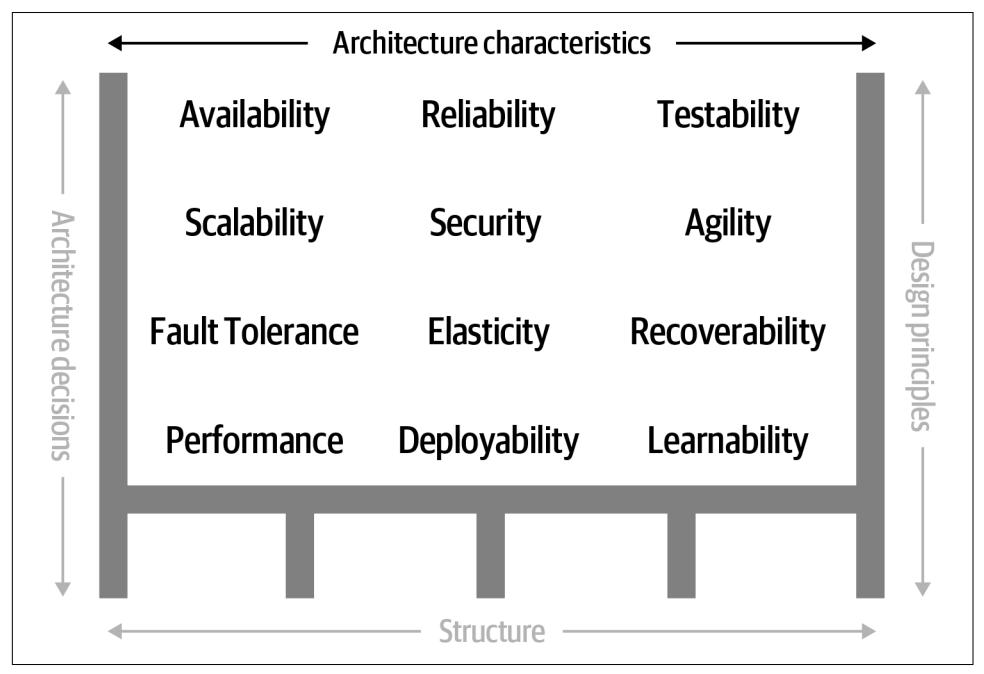 Architecture characteristics
Availability Reliability Testability
Scalability Security Agility
Fault Tolerance Elasticity Recoverability
Performance Deployability Learnability
Architecture decisions
Design principles
Structure